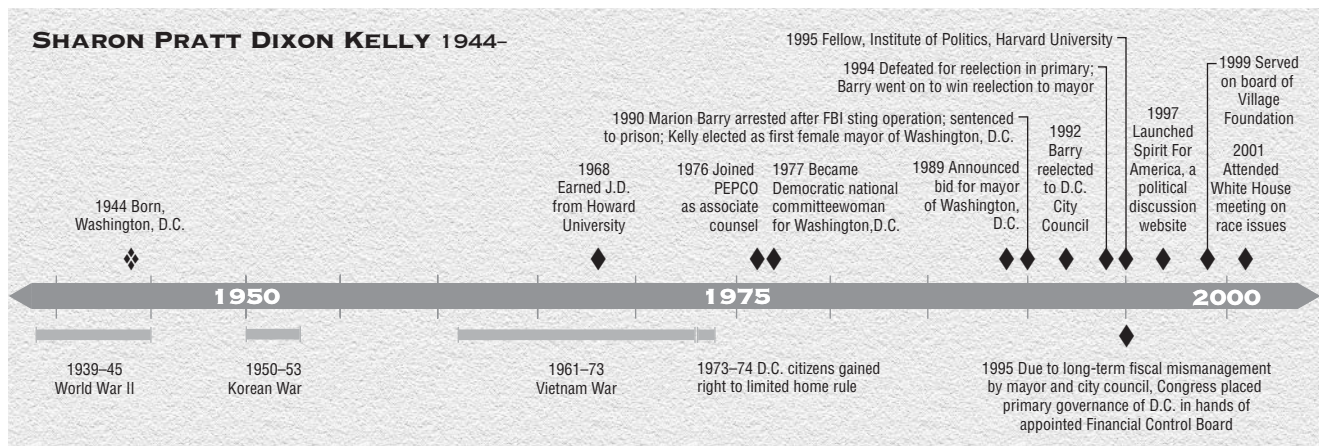 SHARON PRATT DIXON KELLY 1944–
1944 Born,
Washington, D.C.
1968
Earned J.D.
from Howard
University
1976 Joined
PEPCO
as associate
counsel
1977 Became
Democratic national
committeewoman
for Washington,D.C.
1989 Announced
bid for mayor
of Washington,
D.C.
1990 Marion Barry arrested after FBI sting operation; sentenced
to prison; Kelly elected as first female mayor of Washington, D.C.
1992
Barry
reelected
to D.C.
City
Council
1994 Defeated for reelection in primary;
Barry went on to win reelection to mayor
1995 Fellow, Institute of Politics, Harvard University
1997
Launched
Spirit For
America, a
political
discussion
website
1999 Served
on board of
Village
Foundation
2001
Attended
White House
meeting on
race issues
1950
1975
2000
1939–45
World War II
1950–53
Korean War
1961–73
Vietnam War
1973–74 D.C. citizens gained
right to limited home rule
1995 Due to long-term fiscal mismanagement
by mayor and city council, Congress placed
primary governance of D.C. in hands of
appointed Financial Control Board